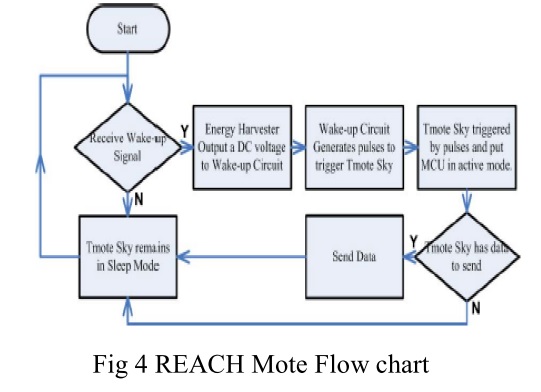 Start
Receive Wake-up
Signal
Y
N
Energy Harvester
Output a DC voltage
to Wake-up Circuit
Wake-up Circuit
Generates pulses to
trigger Tmote Sky
Tmote Sky triggered
by pulses and put
MCU in active mode.
Tmote Sky has data
to send
Y
N
Send Data
Tmote Sky remains
in Sleep Mode
Fig 4 REACH Mote Flow chart